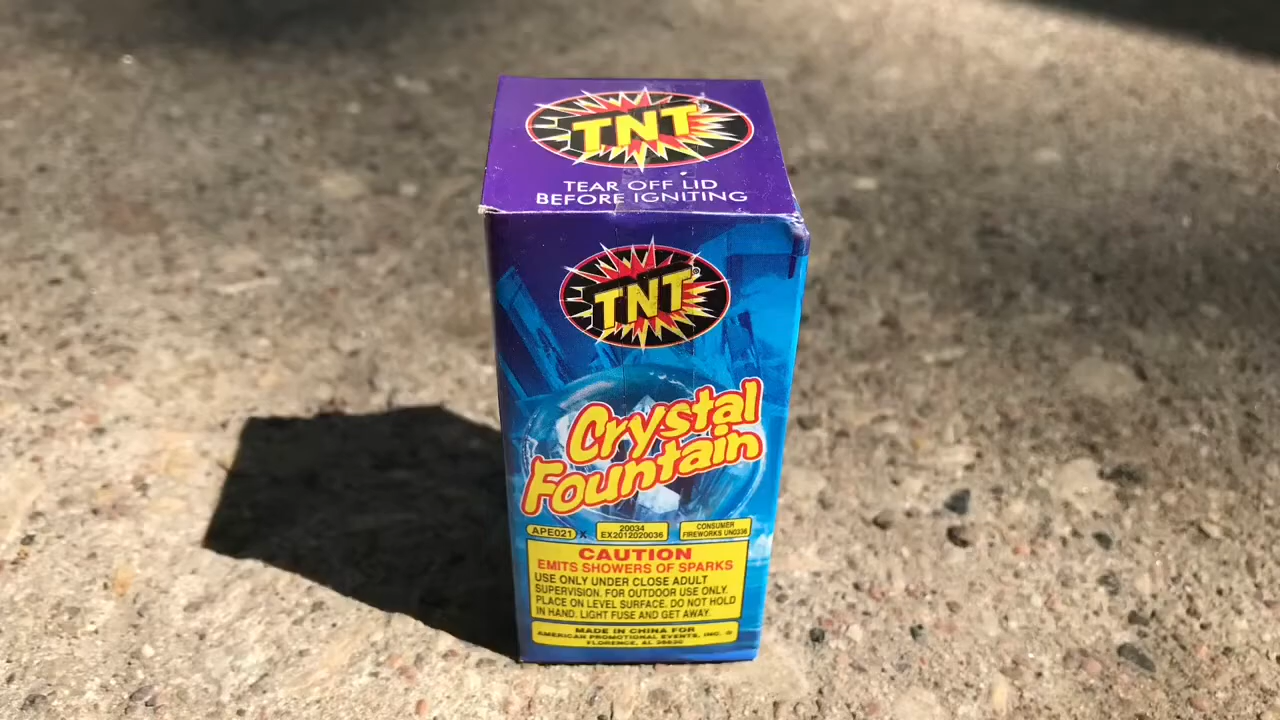 TNT
TEAR OFF LID
BEFORE IGNITING
TNT®
Crystal
Fountain
APE021 X
20034
EX2012020036
CONSUMER
FIREWORKS UN0336
CAUTION
EMITS SHOWERS OF SPARKS
USE ONLY UNDER CLOSE ADULT
SUPERVISION. FOR OUTDOOR USE ONLY.
PLACE ON LEVEL SURFACE. DO NOT HOLD
IN HAND. LIGHT FUSE AND GET AWAY.
MADE IN CHINA FOR
AMERICAN PROMOTIONAL EVENTS, INC. ®
FLORENCE, AL 35630